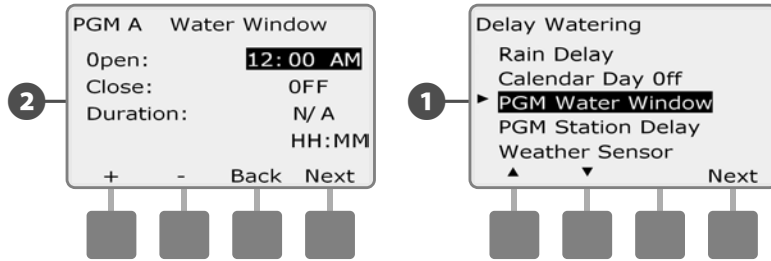 2
PGM A Water Window
Open: 12:00 AM
Close: OFF
Duration: N/A
HH:MM
+ - Back Next
1
Delay Watering
Rain Delay
Calendar Day Off
► PGM Water Window
PGM Station Delay
Weather Sensor
▲ ▼ Next